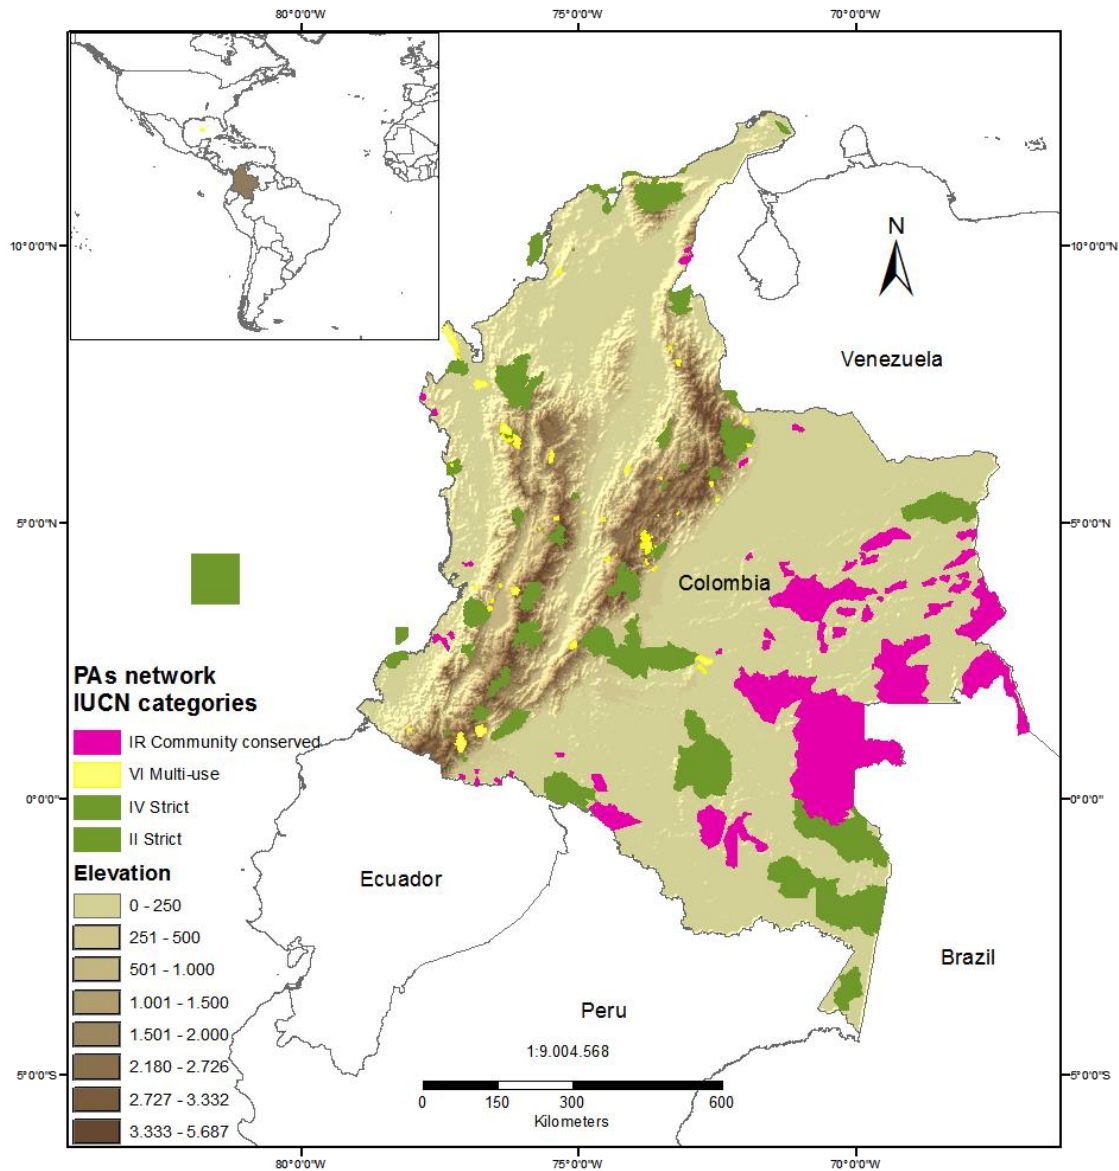 80°0'0"W 75°0'0"W 70°0'0"W
N
10°0'0"N 10°0'0"N
Venezuela
5°0'0"N 5°0'0"N
Colombia
PAs network
IUCN categories
IR Community conserved
VI Multi-use
IV Strict
II Strict
0°0'0" 0°0'0"
Elevation
0 - 250
251 - 500
501 - 1.000
1.001 - 1.500
1.501 - 2.000
2.180 - 2.726
2.727 - 3.332
3.333 - 5.687
Ecuador
Brazil
Peru
1:9.004.568
0 150 300 600
Kilometers
5°0'0"S 5°0'0"S
80°0'0"W 75°0'0"W 70°0'0"W